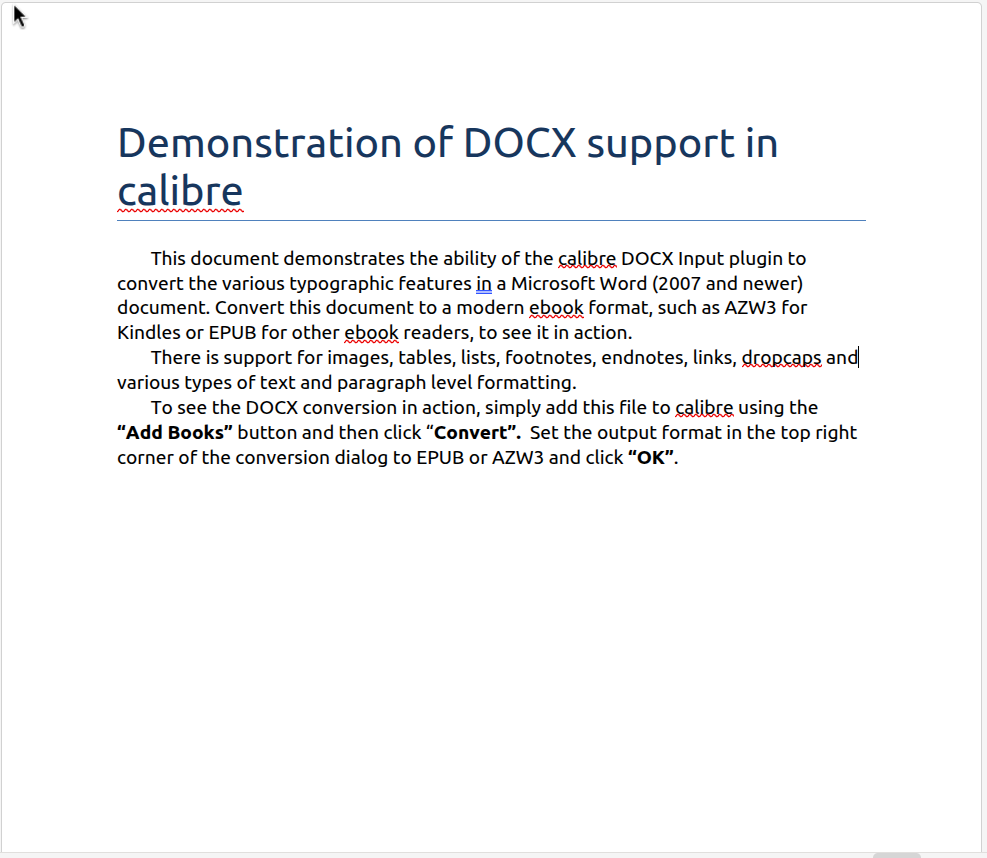 Demonstration of DOCX support in
calibre
This document demonstrates the ability of the calibre DOCX Input plugin to
convert the various typographic features in a Microsoft Word (2007 and newer)
document. Convert this document to a modern ebook format, such as AZW3 for
Kindles or EPUB for other ebook readers, to see it in action.
There is support for images, tables, lists, footnotes, endnotes, links, dropcaps and
various types of text and paragraph level formatting.
To see the DOCX conversion in action, simply add this file to calibre using the
“Add Books” button and then click “Convert”.  Set the output format in the top right
corner of the conversion dialog to EPUB or AZW3 and click “OK”.